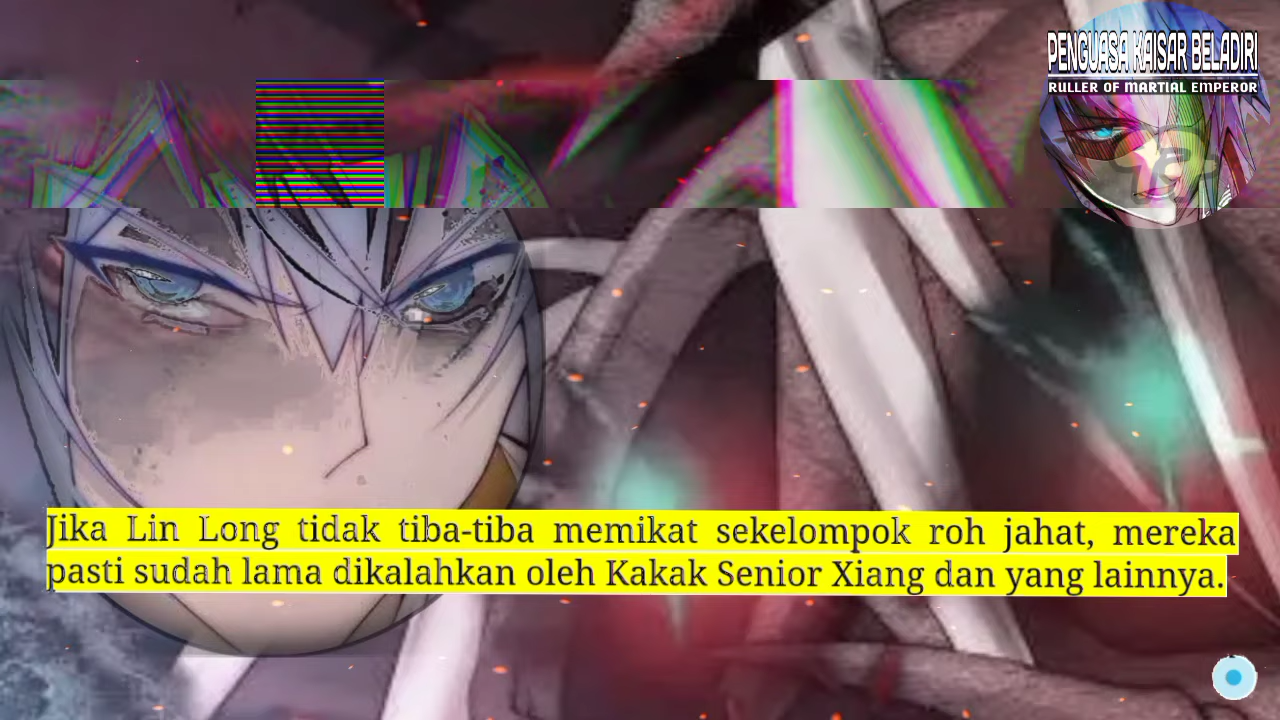 PENGUASA KAISAR BELADIRI
RULLER OF MARTIAL EMPEROR
Jika Lin Long tidak tiba-tiba memikat sekelompok roh jahat, mereka
pasti sudah lama dikalahkan oleh Kakak Senior Xiang dan yang lainnya.